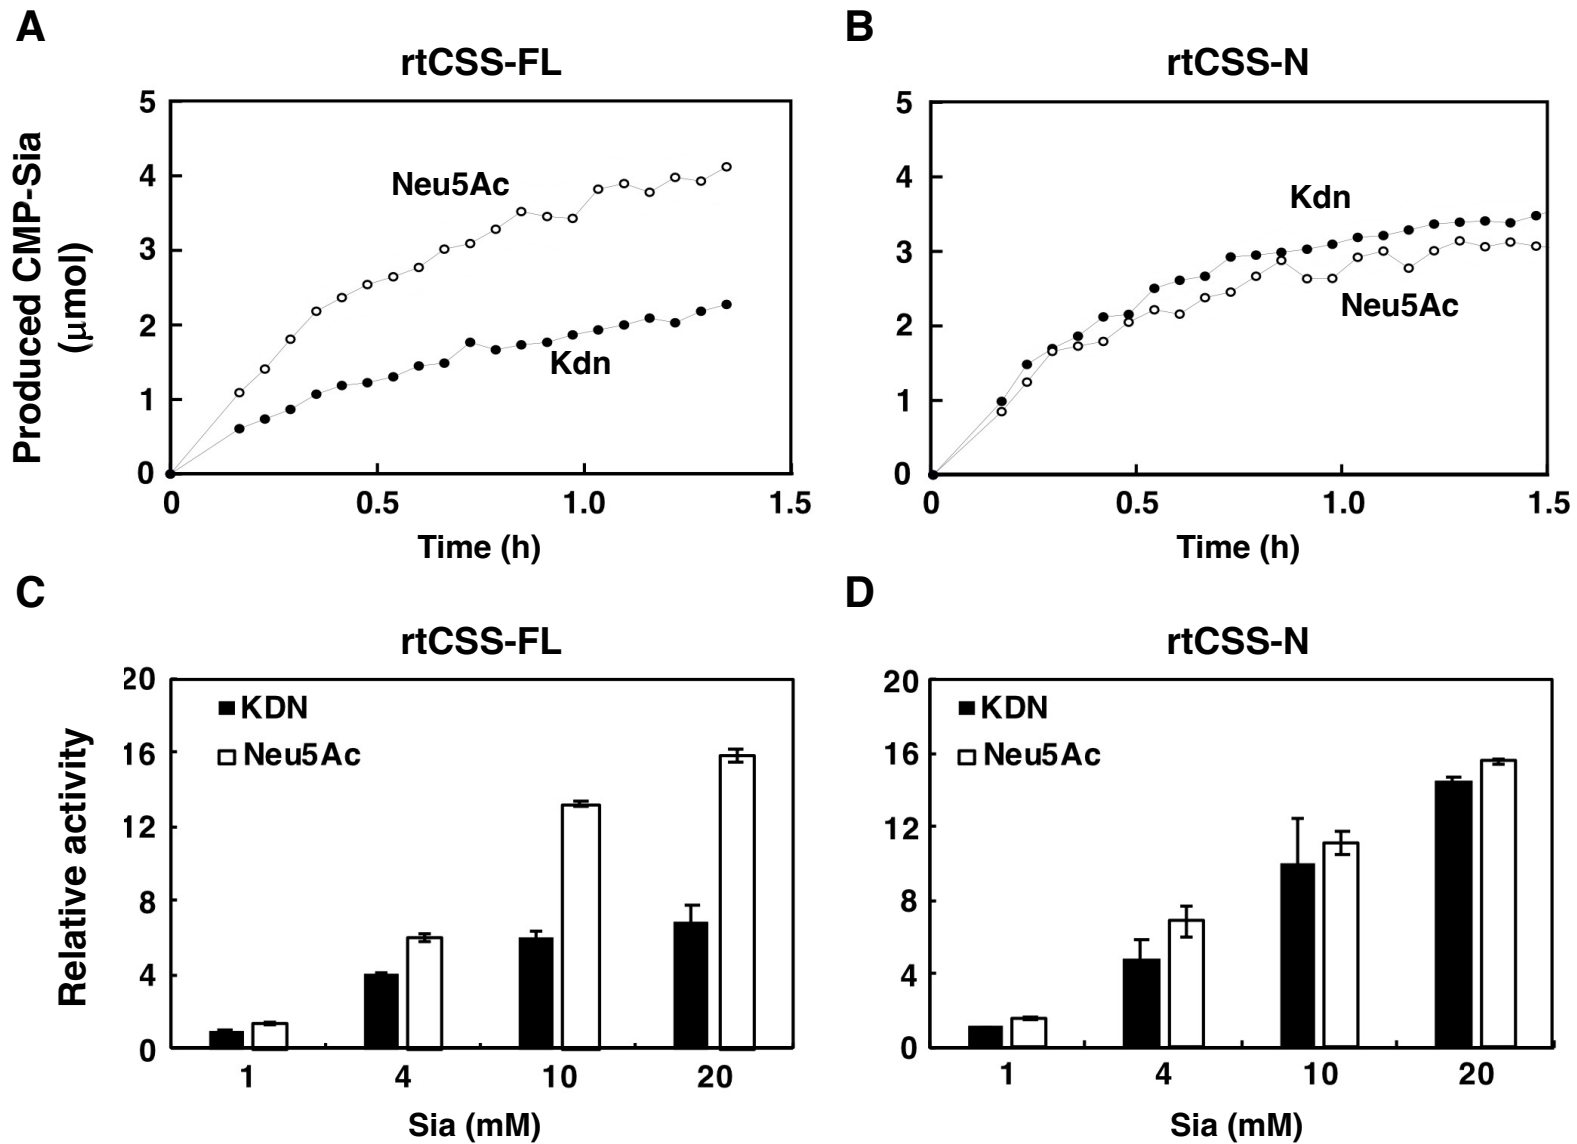 A
rtCSS-FL
Produced CMP-Sia
(μmol)
5
4
3
2
1
0
Neu5Ac
Kdn
0 0.5 1.0 1.5
Time (h)
B
rtCSS-N
5
4
3
2
1
0
Kdn
Neu5Ac
0 0.5 1.0 1.5
Time (h)
C
rtCSS-FL
Relative activity
20
16
12
8
4
0
KDN
Neu5Ac
1 4 10 20
Sia (mM)
D
rtCSS-N
20
16
12
8
4
0
KDN
Neu5Ac
1 4 10 20
Sia (mM)